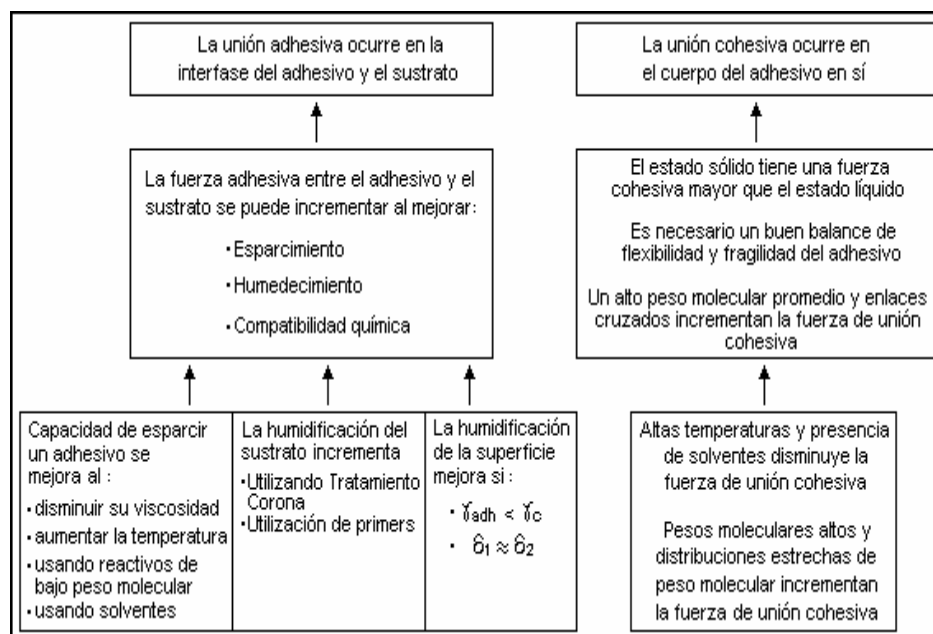 La unión adhesiva ocurre en la
interfase del adhesivo y el sustrato
La unión cohesiva ocurre en
el cuerpo del adhesivo en sí
La fuerza adhesiva entre el adhesivo y el
sustrato se puede incrementar al mejorar:
• Esparcimiento
• Humedecimiento
• Compatibilidad química
El estado sólido tiene una fuerza
cohesiva mayor que el estado líquido
Es necesario un buen balance de
flexibilidad y fragilidad del adhesivo
Un alto peso molecular promedio y enlaces
cruzados incrementan la fuerza de unión
cohesiva
Capacidad de esparcir
un adhesivo se
mejora al :
• disminuir su viscosidad
• aumentar la temperatura
• usando reactivos de
bajo peso molecular
• usando solventes
La humidificación del
sustrato incrementa
• Utilizando Tratamiento
Corona
• Utilización de primers
La humidificación
de la superficie
mejora si :
• γadh < γc
• δ1 ≈ δ2
Altas temperaturas y presencia
de solventes disminuye la
fuerza de unión cohesiva
Pesos moleculares altos y
distribuciones estrechas de
peso molecular incrementan
la fuerza de unión cohesiva